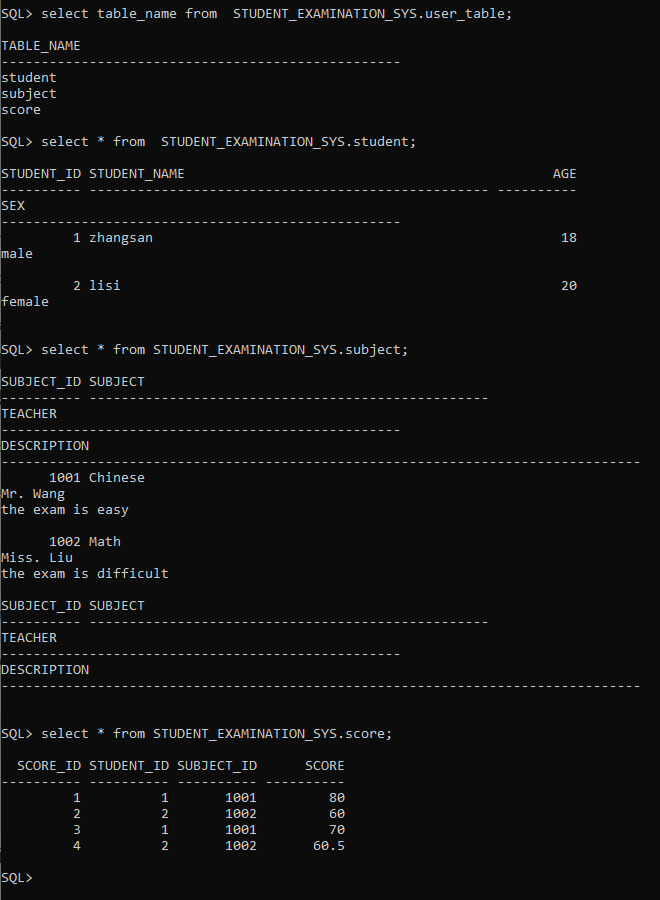 SQL> select table_name from  STUDENT_EXAMINATION_SYS.user_table;
TABLE_NAME
--------------------------------------------------
student
subject
score
SQL> select * from  STUDENT_EXAMINATION_SYS.student;
STUDENT_ID STUDENT_NAME                                              AGE
---------- -------------------------------------------------- ----------
SEX
--------------------------------------------------
         1 zhangsan                                                   18
male
         2 lisi                                                       20
female
SQL> select * from STUDENT_EXAMINATION_SYS.subject;
SUBJECT_ID SUBJECT
---------- --------------------------------------------------
TEACHER
--------------------------------------------------
DESCRIPTION
--------------------------------------------------------------------------------
      1001 Chinese
Mr. Wang
the exam is easy
      1002 Math
Miss. Liu
the exam is difficult
SUBJECT_ID SUBJECT
---------- --------------------------------------------------
TEACHER
--------------------------------------------------
DESCRIPTION
--------------------------------------------------------------------------------
SQL> select * from STUDENT_EXAMINATION_SYS.score;
  SCORE_ID STUDENT_ID SUBJECT_ID      SCORE
---------- ---------- ---------- ----------
         1          1       1001         80
         2          2       1002         60
         3          1       1001         70
         4          2       1002       60.5
SQL>